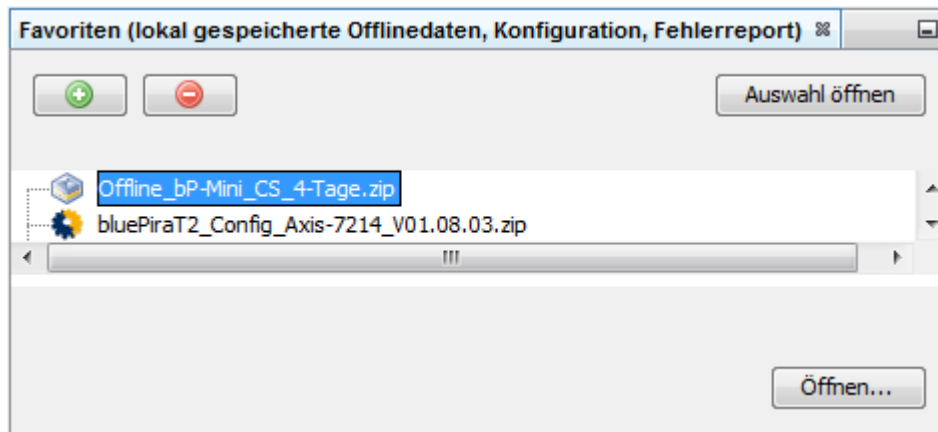 Favoriten (lokal gespeicherte Offlinedaten, Konfiguration, Fehlerreport)
Auswahl öffnen
Offline_bP-Mini_CS_4-Tage.zip
bluePiraT2_Config_Axis-7214_V01.08.03.zip
Öffnen...